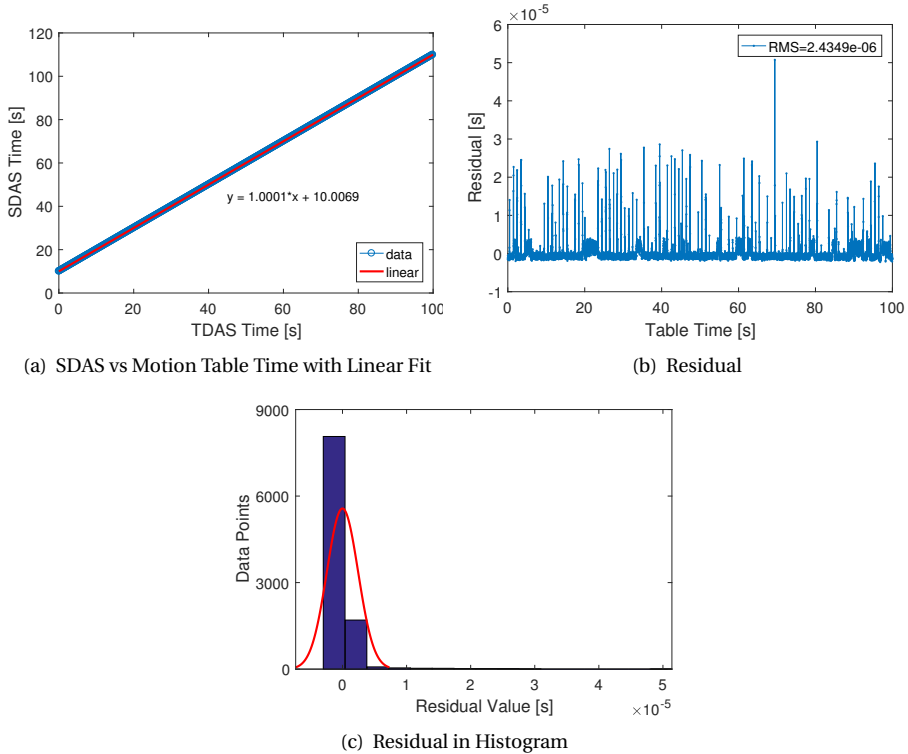 120
100
80
60
40
20
0
SDAS Time [s]
y = 1.0001*x + 10.0069
data
linear
0 20 40 60 80 100
TDAS Time [s]
(a) SDAS vs Motion Table Time with Linear Fit
×10⁻⁵
6
5
4
3
2
1
0
-1
Residual [s]
RMS=2.4349e-06
0 20 40 60 80 100
Table Time [s]
(b) Residual
9000
6000
3000
0
Data Points
0 1 2 3 4 5
Residual Value [s]
×10⁻⁵
(c) Residual in Histogram